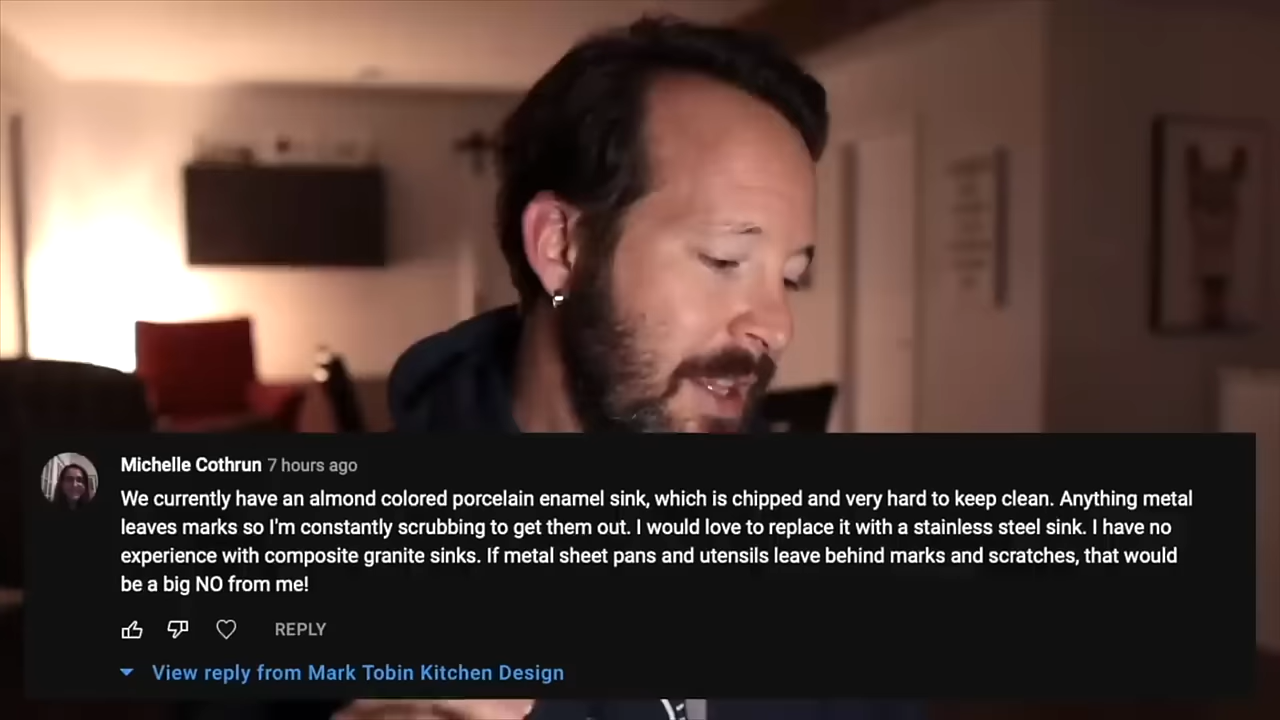 Michelle Cothrun 7 hours ago
We currently have an almond colored porcelain enamel sink, which is chipped and very hard to keep clean. Anything metal
leaves marks so I'm constantly scrubbing to get them out. I would love to replace it with a stainless steel sink. I have no
experience with composite granite sinks. If metal sheet pans and utensils leave behind marks and scratches, that would
be a big NO from me!
REPLY
View reply from Mark Tobin Kitchen Design